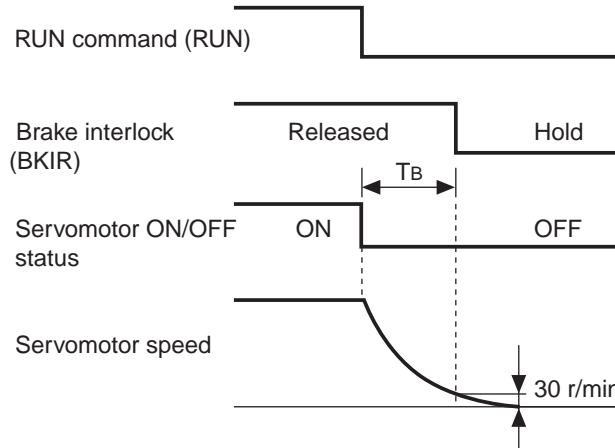 RUN command (RUN)
Brake interlock
(BKIR)
Released
Hold
TB
Servomotor ON/OFF
status
ON
OFF
Servomotor speed
30 r/min